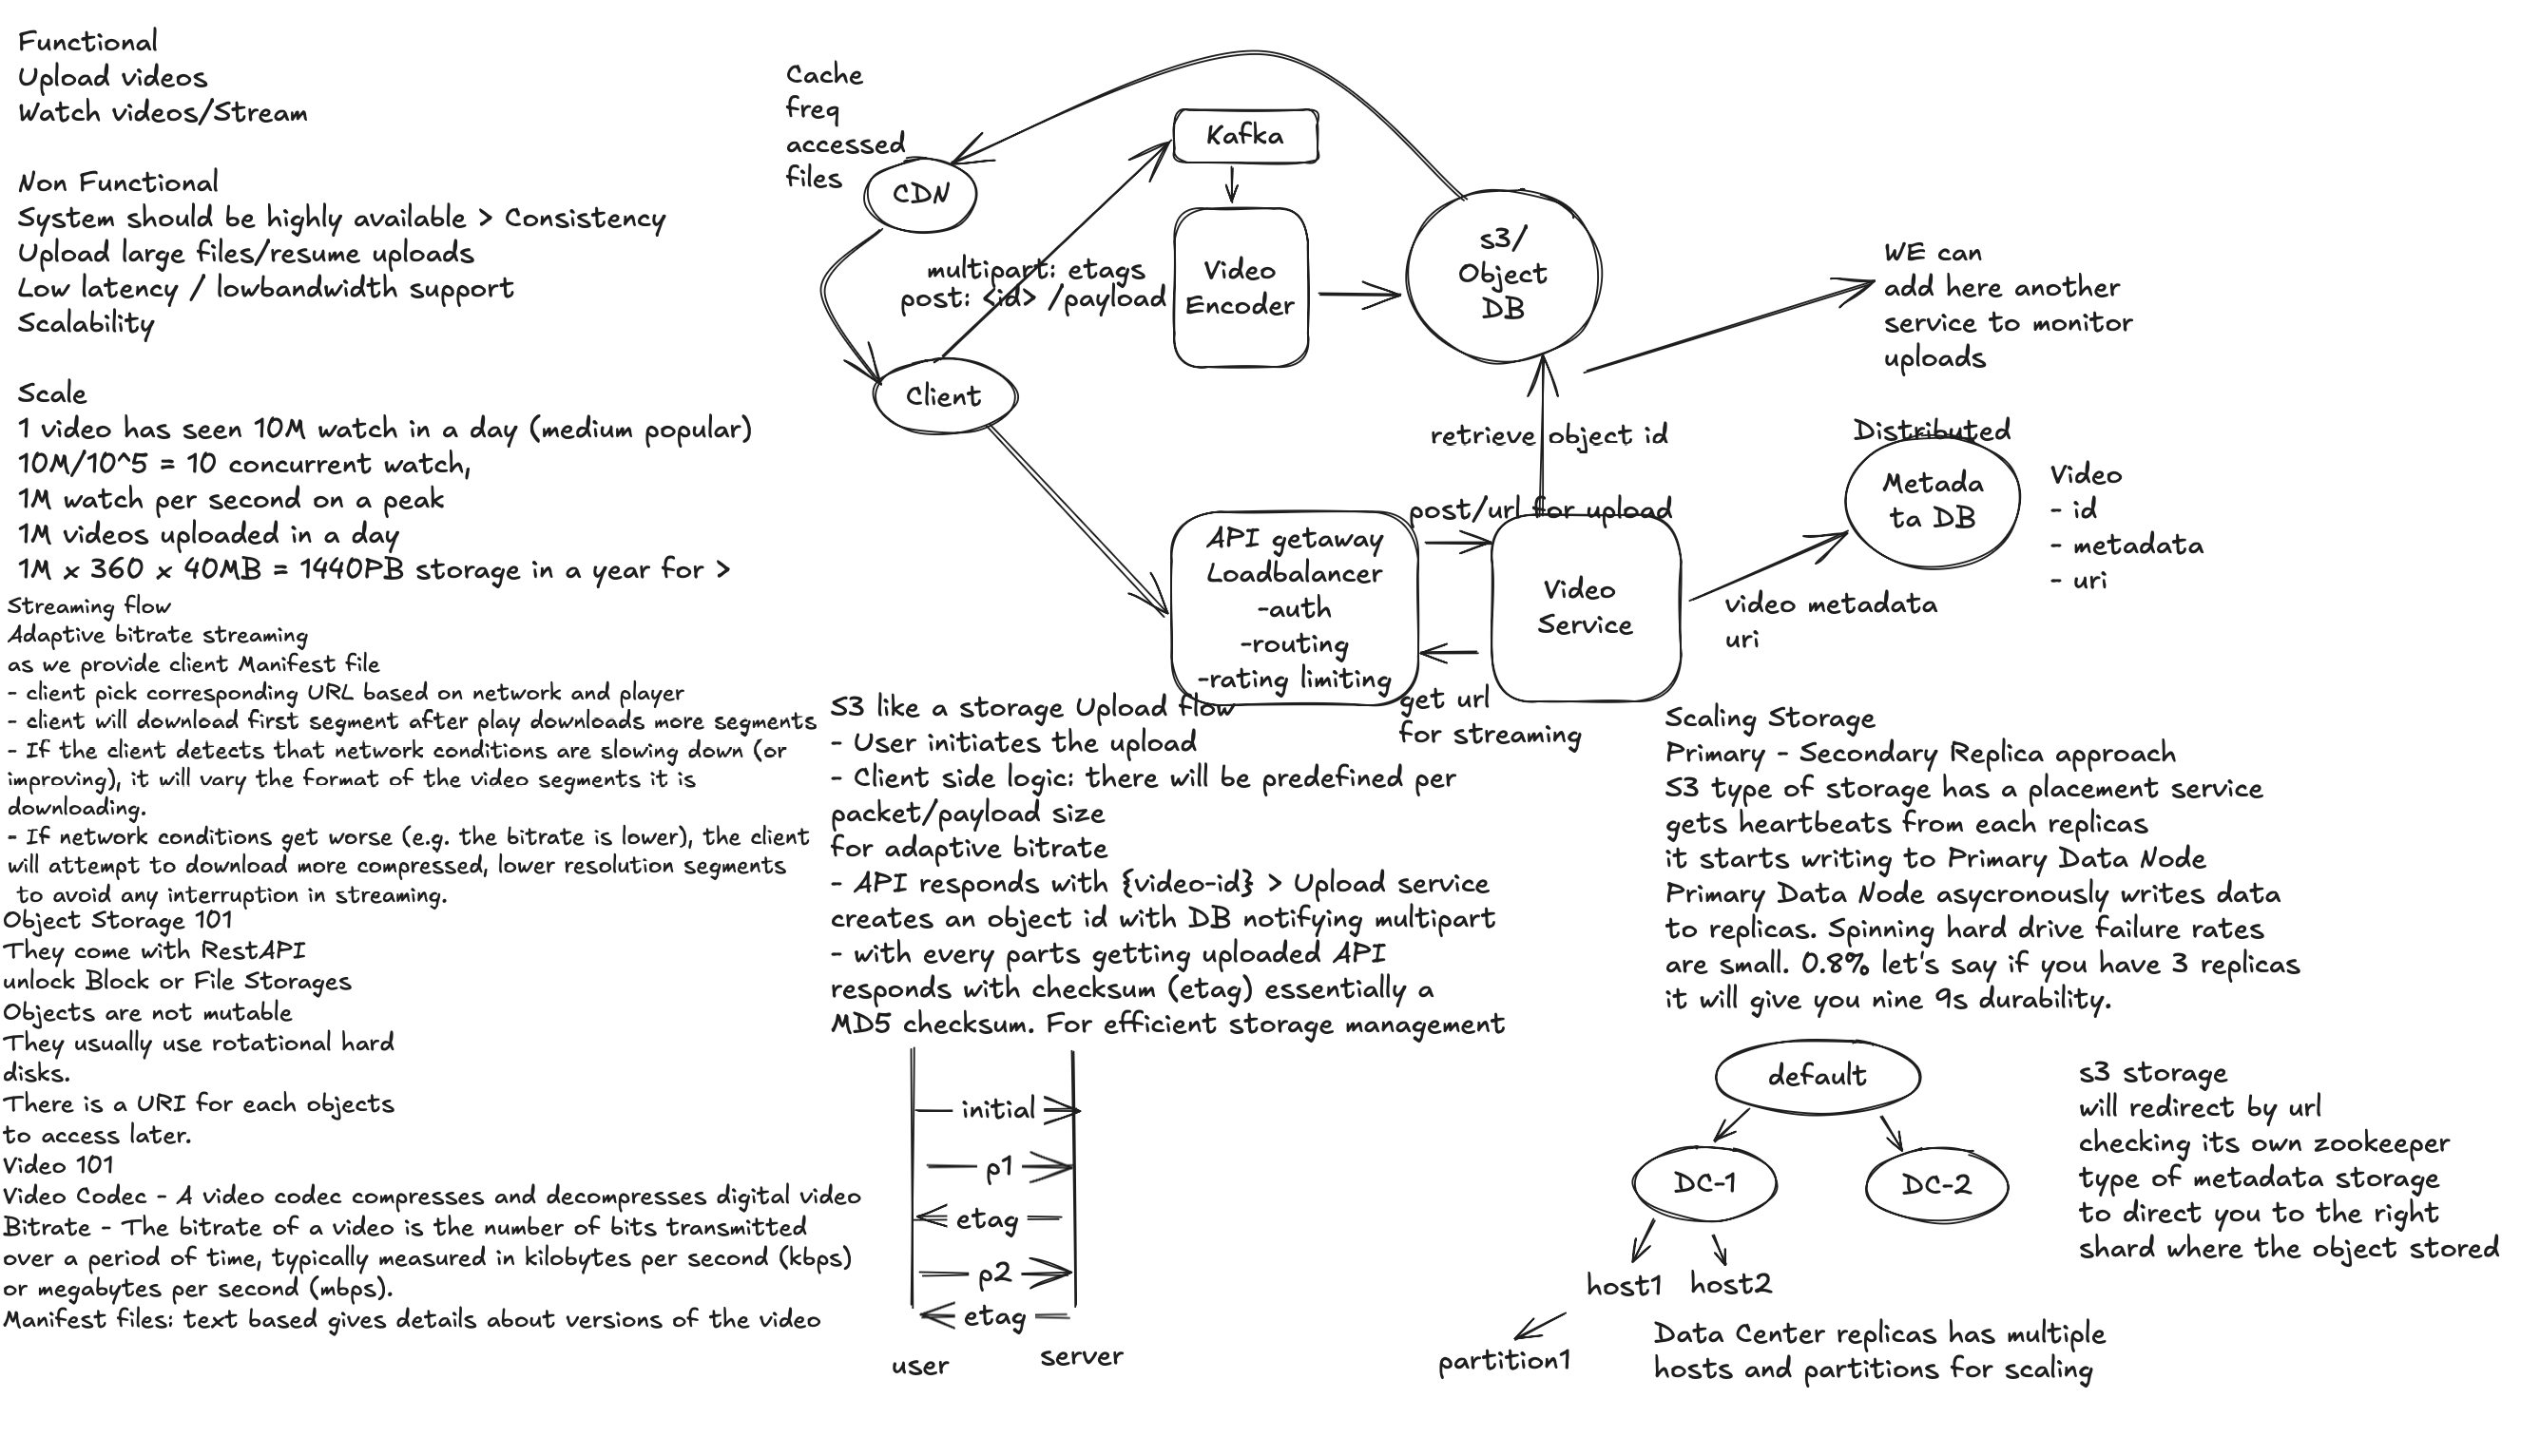 Functional
Upload videos
Watch videos/Stream
Non Functional
System should be highly available > Consistency
Upload large files/resume uploads
Low latency / lowbandwidth support
Scalability
Scale
1 video has seen 10M watch in a day (medium popular)
10M/10^5 = 10 concurrent watch,
1M watch per second on a peak
1M videos uploaded in a day
1M x 360 x 40MB = 1440PB storage in a year for >
Streaming flow
Adaptive bitrate streaming
as we provide client Manifest file
- client pick corresponding URL based on network and player
- client will download first segment after play downloads more segments
- If the client detects that network conditions are slowing down (or
improving), it will vary the format of the video segments it is
downloading.
- If network conditions get worse (e.g. the bitrate is lower), the client
will attempt to download more compressed, lower resolution segments
to avoid any interruption in streaming.
Object Storage 101
They come with RestAPI
unlock Block or File Storages
Objects are not mutable
They usually use rotational hard
disks.
There is a URI for each objects
to access later.
Video 101
Video Codec - A video codec compresses and decompresses digital video
Bitrate - The bitrate of a video is the number of bits transmitted
over a period of time, typically measured in kilobytes per second (kbps)
or megabytes per second (mbps).
Manifest files: text based gives details about versions of the video
Cache
freq
accessed
files
CDN
Kafka
multipart: etags
post: <id> /payload
Video
Encoder
s3/
Object
DB
Client
WE can
add here another
service to monitor
uploads
retrieve object id
Distributed
Metada
ta DB
Video
- id
- metadata
- uri
post/url for upload
API getaway
Loadbalancer
-auth
-routing
-rating limiting
Video
Service
video metadata
uri
get url
for streaming
S3 like a storage Upload flow
- User initiates the upload
- Client side logic: there will be predefined per
packet/payload size
for adaptive bitrate
- API responds with {video-id} > Upload service
creates an object id with DB notifying multipart
- with every parts getting uploaded API
responds with checksum (etag) essentially a
MD5 checksum. For efficient storage management
initial
p1
etag
p2
etag
user
server
Scaling Storage
Primary - Secondary Replica approach
S3 type of storage has a placement service
gets heartbeats from each replicas
it starts writing to Primary Data Node
Primary Data Node asycronously writes data
to replicas. Spinning hard drive failure rates
are small. 0.8% let's say if you have 3 replicas
it will give you nine 9s durability.
default
DC-1
DC-2
host1
host2
partition1
Data Center replicas has multiple
hosts and partitions for scaling
s3 storage
will redirect by url
checking its own zookeeper
type of metadata storage
to direct you to the right
shard where the object stored